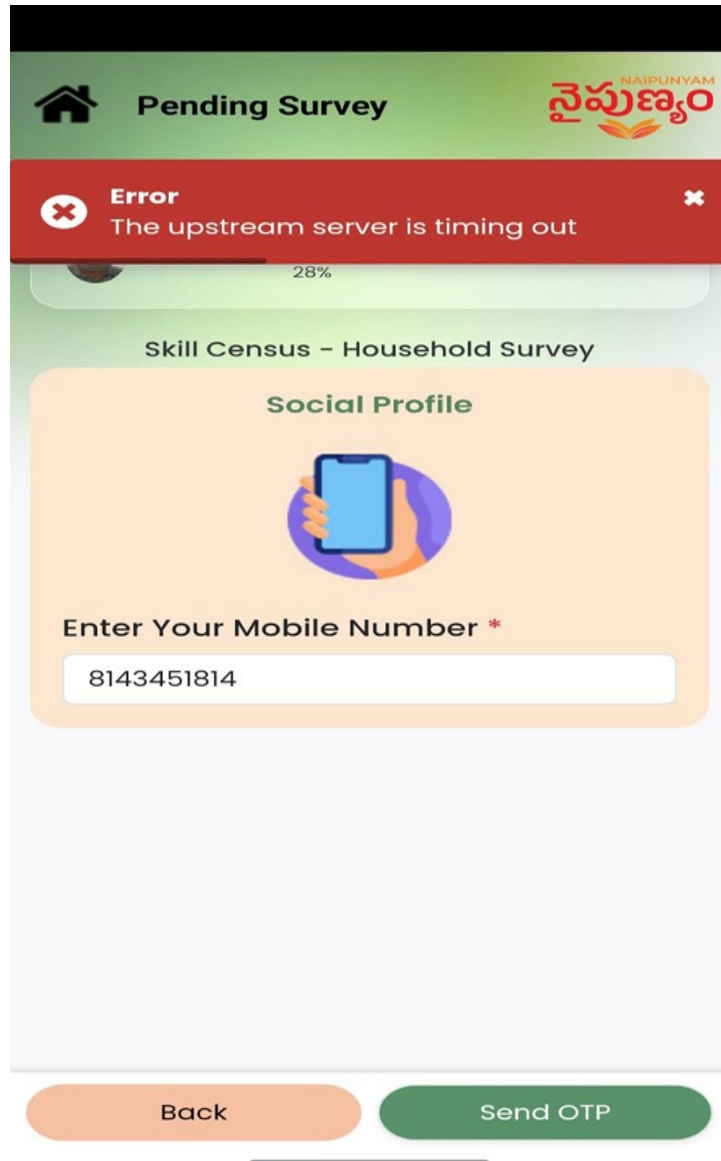 Pending Survey
NAIPUNYAM
నైపుణ్యం
Error
The upstream server is timing out
28%
Skill Census - Household Survey
Social Profile
Enter Your Mobile Number *
8143451814
Back
Send OTP